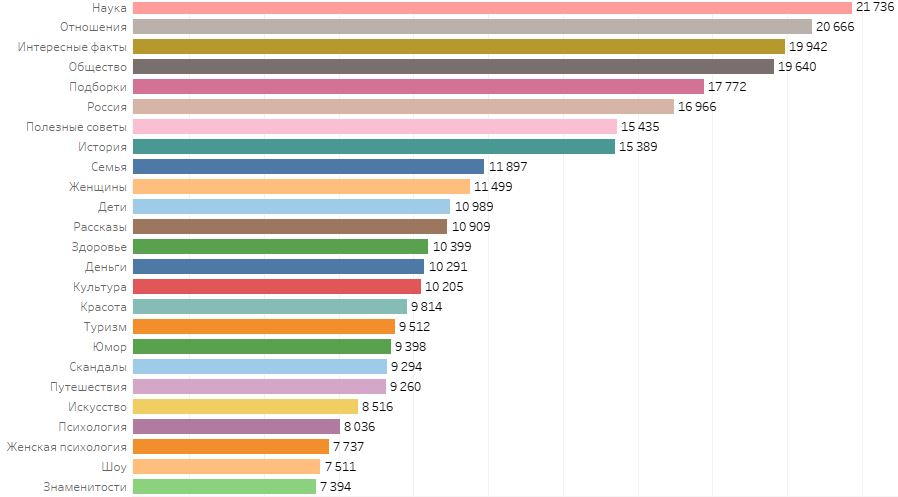 Наука 21 736
Отношения 20 666
Интересные факты 19 942
Общество 19 640
Подборки 17 772
Россия 16 966
Полезные советы 15 435
История 15 389
Семья 11 897
Женщины 11 499
Дети 10 989
Рассказы 10 909
Здоровье 10 399
Деньги 10 291
Культура 10 205
Красота 9 814
Туризм 9 512
Юмор 9 398
Скандалы 9 294
Путешествия 9 260
Искусство 8 516
Психология 8 036
Женская психология 7 737
Шоу 7 511
Знаменитости 7 394